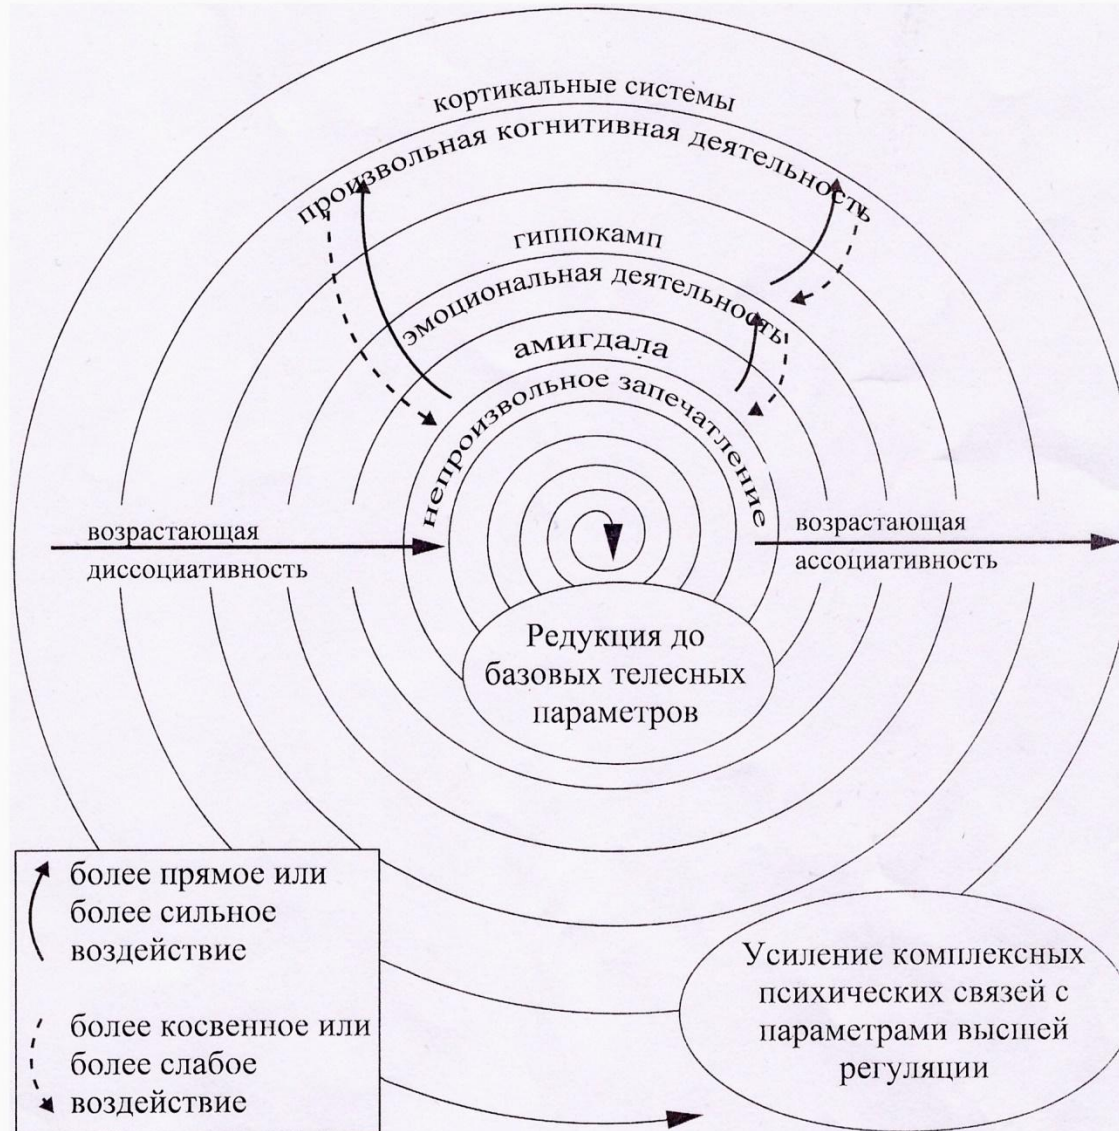 кортикальные системы
произвольная когнитивная деятельность
гиппокамп
эмоциональная деятельность
амигдала
непроизвольное запечатление
возрастающая
диссоциативность
возрастающая
ассоциативность
Редукция до
базовых телесных
параметров
более прямое или
более сильное
воздействие
более косвенное или
более слабое
воздействие
Усиление комплексных
психических связей с
параметрами высшей
регуляции